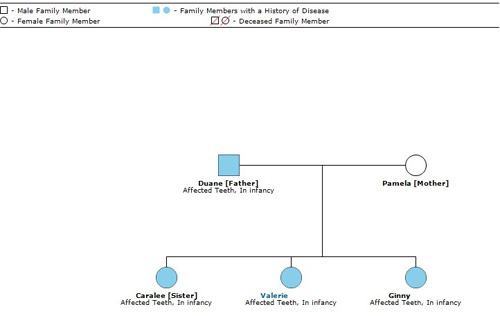 - Male Family Member
- Family Members with a History of Disease
- Female Family Member
- Deceased Family Member
Duane [Father]
Affected Teeth, In infancy
Pamela [Mother]
Caralee [Sister]
Affected Teeth, In infancy
Valerie
Affected Teeth, In infancy
Ginny
Affected Teeth, In infancy